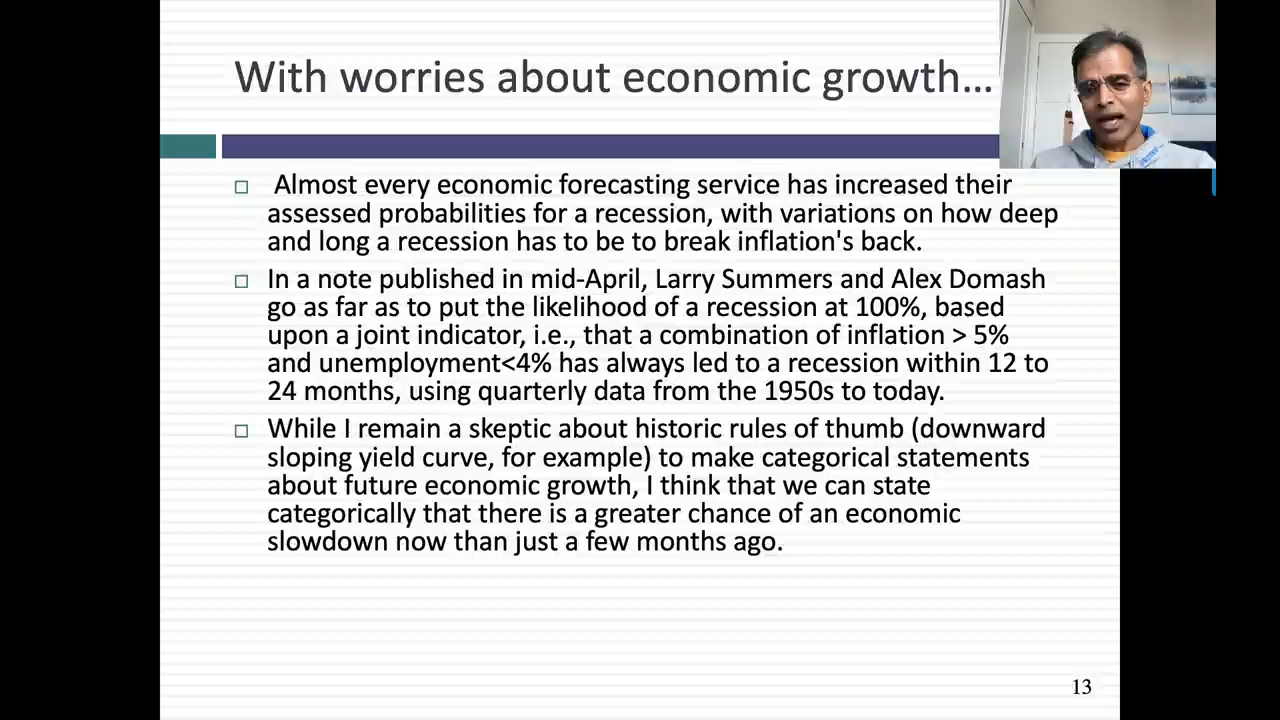 With worries about economic growth…
Almost every economic forecasting service has increased their
assessed probabilities for a recession, with variations on how deep
and long a recession has to be to break inflation's back.
In a note published in mid-April, Larry Summers and Alex Domash
go as far as to put the likelihood of a recession at 100%, based
upon a joint indicator, i.e., that a combination of inflation > 5%
and unemployment<4% has always led to a recession within 12 to
24 months, using quarterly data from the 1950s to today.
While I remain a skeptic about historic rules of thumb (downward
sloping yield curve, for example) to make categorical statements
about future economic growth, I think that we can state
categorically that there is a greater chance of an economic
slowdown now than just a few months ago.
13